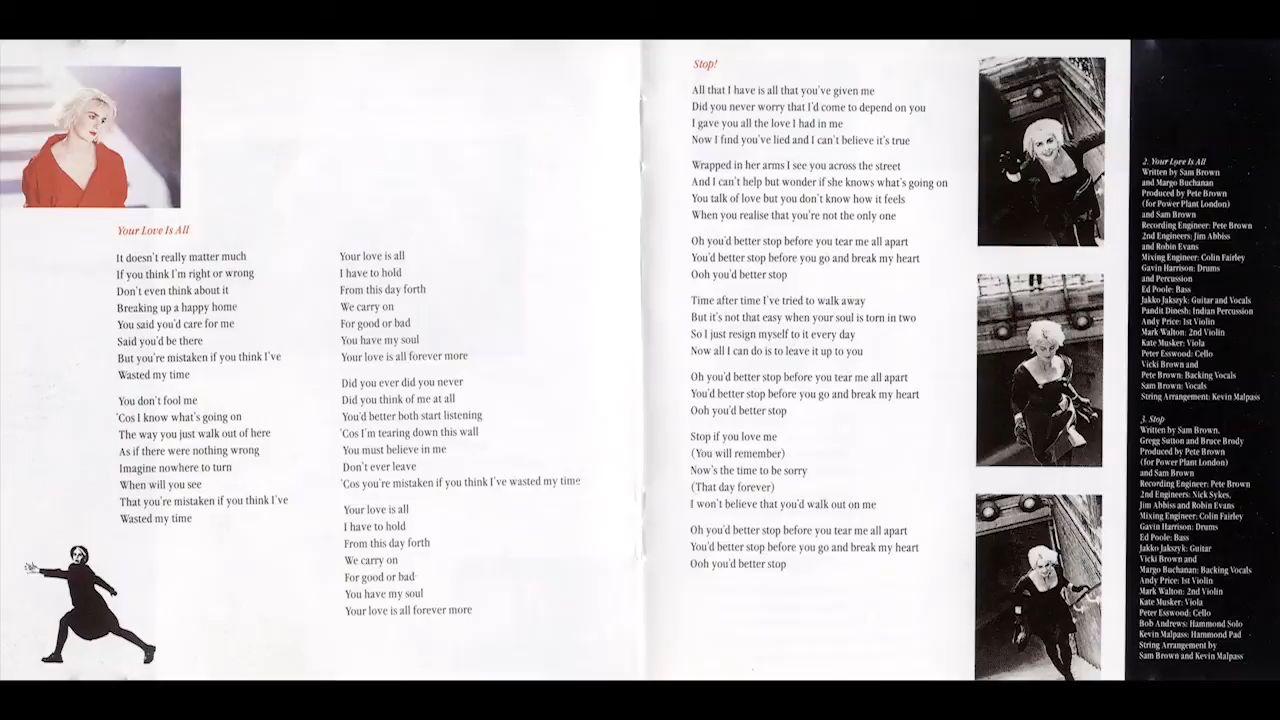 Your Love Is All
It doesn't really matter much
If you think I'm right or wrong
Don't even think about it
Breaking up a happy home
You said you'd care for me
Said you'd be there
But you're mistaken if you think I've
Wasted my time
You don't fool me
'Cos I know what's going on
The way you just walk out of here
As if there were nothing wrong
Imagine nowhere to turn
When will you see
That you're mistaken if you think I've
Wasted my time
Your love is all
I have to hold
From this day forth
We carry on
For good or bad
You have my soul
Your love is all forever more
Did you ever did you never
Did you think of me at all
You'd better both start listening
'Cos I'm tearing down this wall
You must believe in me
Don't ever leave
'Cos you're mistaken if you think I've wasted my time
Your love is all
I have to hold
From this day forth
We carry on
For good or bad
You have my soul
Your love is all forever more
Stop!
All that I have is all that you've given me
Did you never worry that I'd come to depend on you
I gave you all the love I had in me
Now I find you've lied and I can't believe it's true
Wrapped in her arms I see you across the street
And I can't help but wonder if she knows what's going on
You talk of love but you don't know how it feels
When you realise that you're not the only one
Oh you'd better stop before you tear me all apart
You'd better stop before you go and break my heart
Ooh you'd better stop
Time after time I've tried to walk away
But it's not that easy when your soul is torn in two
So I just resign myself to it every day
Now all I can do is to leave it up to you
Oh you'd better stop before you tear me all apart
You'd better stop before you go and break my heart
Ooh you'd better stop
Stop if you love me
(You will remember)
Now's the time to be sorry
(That day forever)
I won't believe that you'd walk out on me
Oh you'd better stop before you tear me all apart
You'd better stop before you go and break my heart
Ooh you'd better stop
2. Your Love Is All
Written by Sam Brown
and Margo Buchanan
Produced by Pete Brown
(for Power Plant London)
and Sam Brown
Recording Engineer: Pete Brown
2nd Engineers: Jim Abbiss
and Robin Evans
Mixing Engineer: Colin Fairley
Gavin Harrison: Drums
and Percussion
Ed Poole: Bass
Jakko Jakszyk: Guitar and Vocals
Pandit Dinesh: Indian Percussion
Andy Price: 1st Violin
Mark Walton: 2nd Violin
Kate Musker: Viola
Peter Esswood: Cello
Vicki Brown and
Pete Brown: Backing Vocals
Sam Brown: Vocals
String Arrangement: Kevin Malpass
3. Stop
Written by Sam Brown,
Gregg Sutton and Bruce Brody
Produced by Pete Brown
(for Power Plant London)
and Sam Brown
Recording Engineer: Pete Brown
2nd Engineers: Nick Sykes,
Jim Abbiss and Robin Evans
Mixing Engineer: Colin Fairley
Gavin Harrison: Drums
Ed Poole: Bass
Jakko Jakszyk: Guitar
Vicki Brown and
Margo Buchanan: Backing Vocals
Andy Price: 1st Violin
Mark Walton: 2nd Violin
Kate Musker: Viola
Peter Esswood: Cello
Bob Andrews: Hammond Solo
Kevin Malpass: Hammond Pad
String Arrangement by
Sam Brown and Kevin Malpass